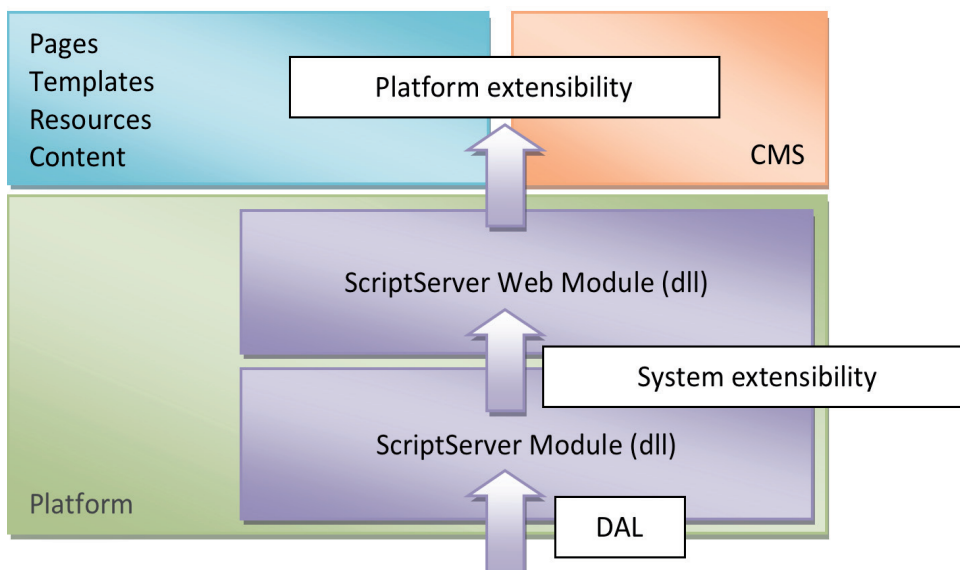 Pages
Templates
Resources
Content
Platform extensibility
CMS
ScriptServer Web Module (dll)
System extensibility
ScriptServer Module (dll)
Platform
DAL